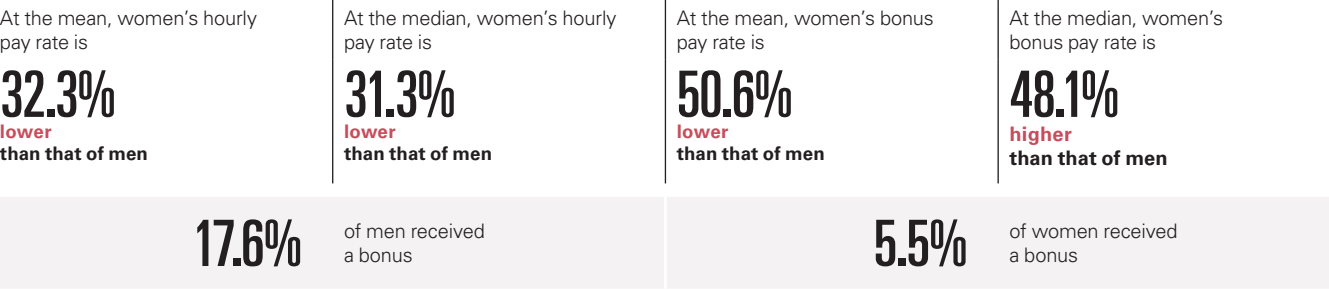 At the mean, women’s hourly
pay rate is
32.3%
lower
than that of men
At the median, women’s hourly
pay rate is
31.3%
lower
than that of men
At the mean, women’s bonus
pay rate is
50.6%
lower
than that of men
At the median, women’s
bonus pay rate is
48.1%
higher
than that of men
17.6%
of men received
a bonus
5.5%
of women received
a bonus